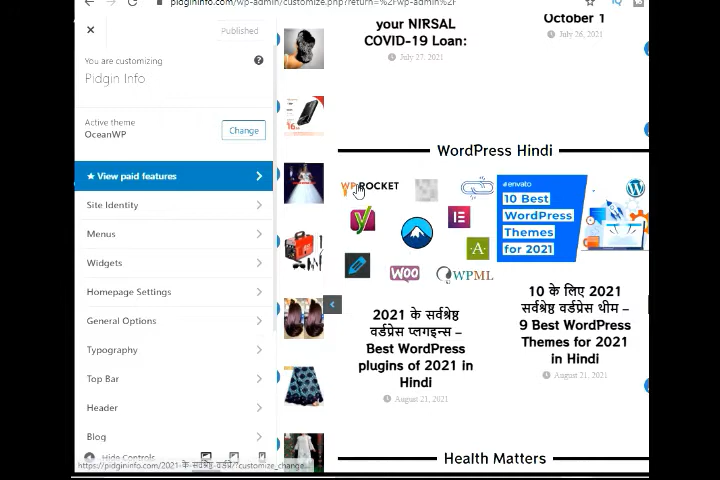 pidgininfo.com/wp-admin/customize.php?return=%2Fwp-admin%2F
Published
You are customizing
Pidgin Info
Active theme
OceanWP
Change
★ View paid features
Site Identity
Menus
Widgets
Homepage Settings
General Options
Typography
Top Bar
Header
Blog
Hide Controls
your NIRSAL
COVID-19 Loan:
July 27, 2021
October 1
July 26, 2021
WordPress Hindi
WP ROCKET
WOO
WPML
2021 के सर्वश्रेष्ठ
वर्डप्रेस प्लगइन्स –
Best WordPress
plugins of 2021 in
Hindi
August 21, 2021
envato
10 Best
WordPress
Themes
for 2021
10 के लिए 2021
सर्वश्रेष्ठ वर्डप्रेस थीम –
9 Best WordPress
Themes for 2021
in Hindi
August 21, 2021
Health Matters
https://pidgininfo.com/2021-के-सर्वश्रेष्ठ-वर्डप्रे/?customize_change...